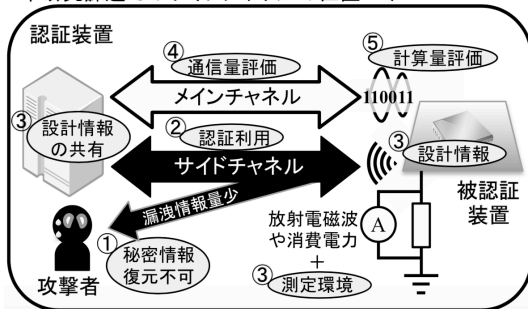 認証装置
④
通信量評価
⑤
計算量評価
メインチャネル
110011
③
設計情報
の共有
②
認証利用
③
設計情報
サイドチャネル
被認証
装置
漏洩情報量少
放射電磁波
や消費電力
+
A
①
秘密情報
復元不可
③
測定環境
攻撃者